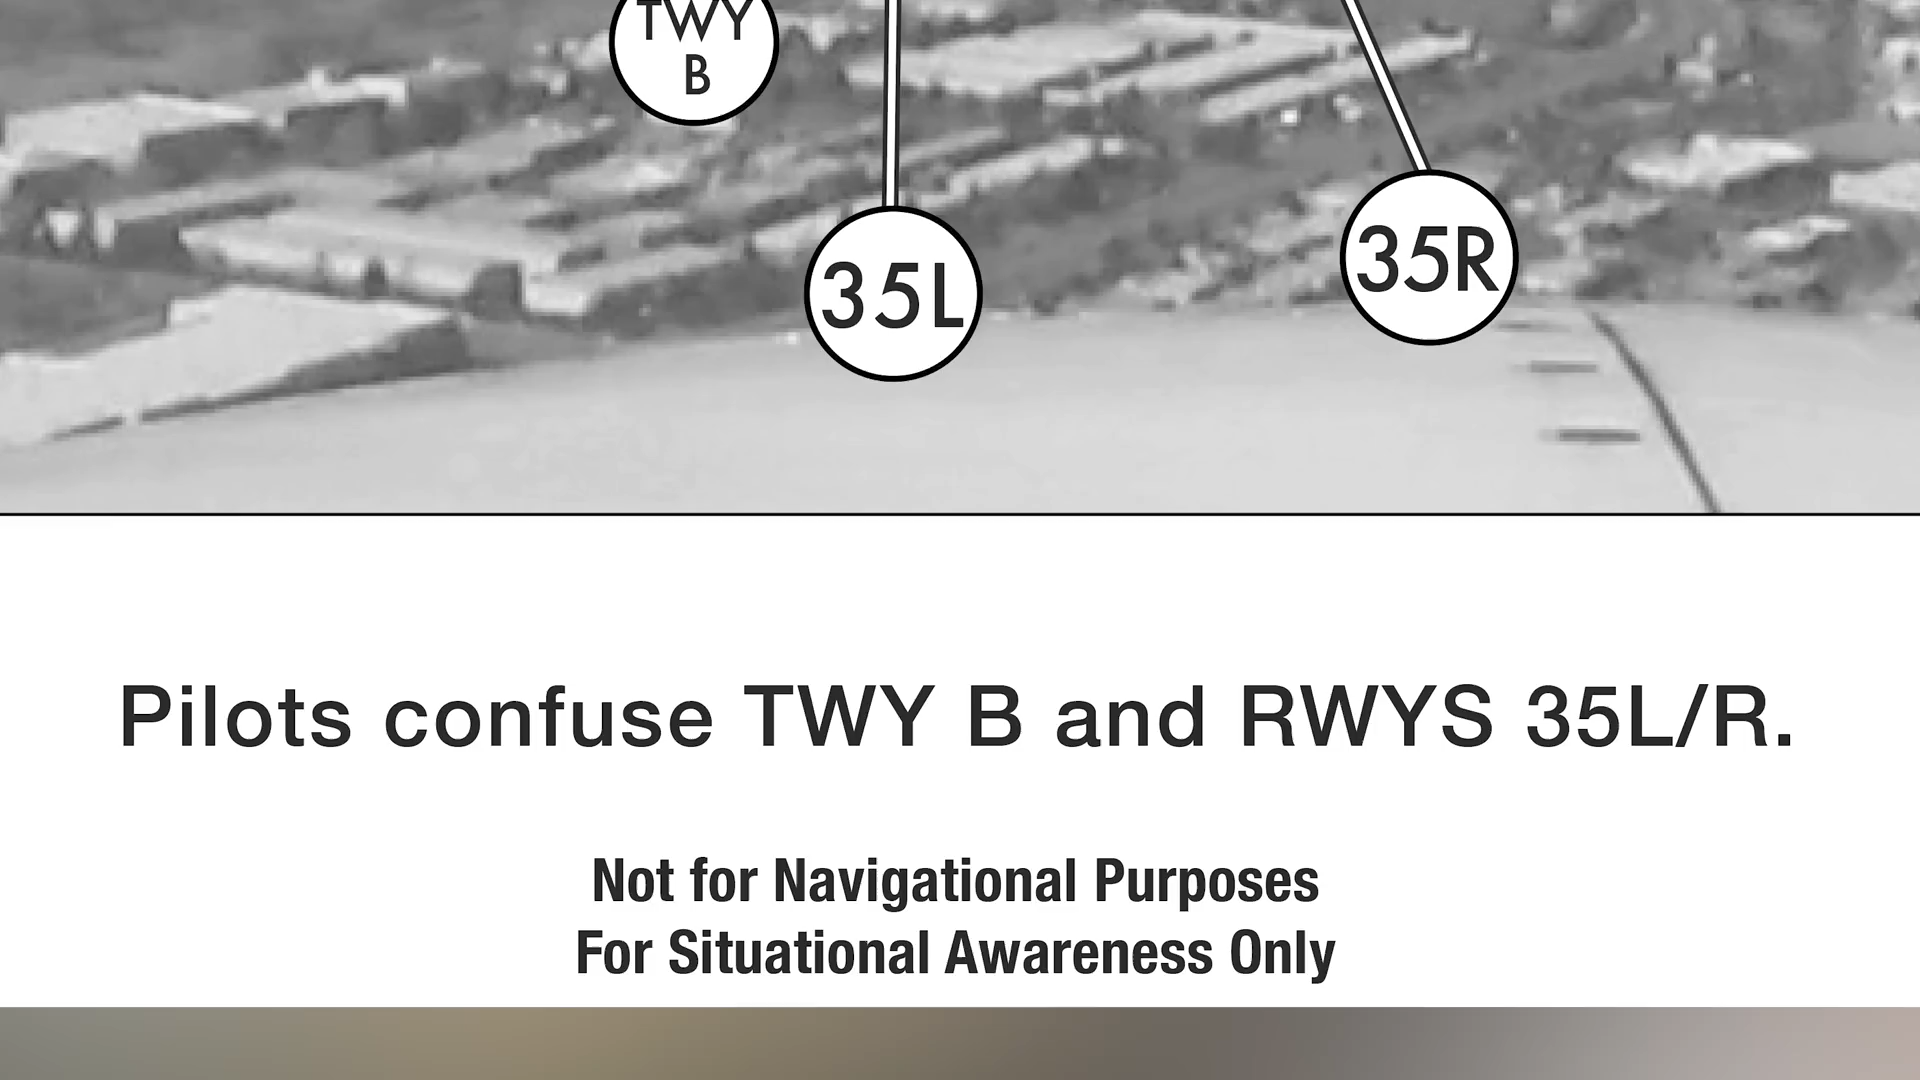 TWY
B
35L
35R
Pilots confuse TWY B and RWYS 35L/R.
Not for Navigational Purposes
For Situational Awareness Only